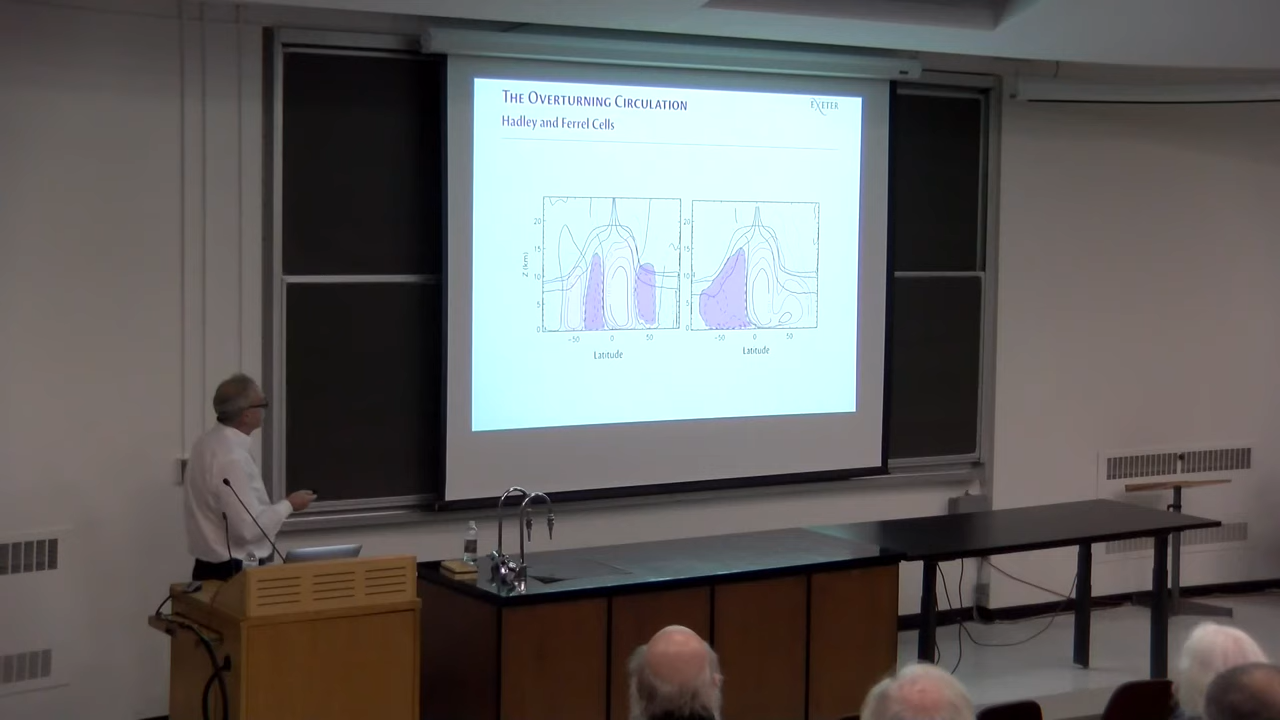 THE OVERTURNING CIRCULATION
EXETER
Hadley and Ferrel Cells
20
15
10
5
0
Z (km)
-50
0
50
Latitude
20
15
10
5
0
-50
0
50
Latitude